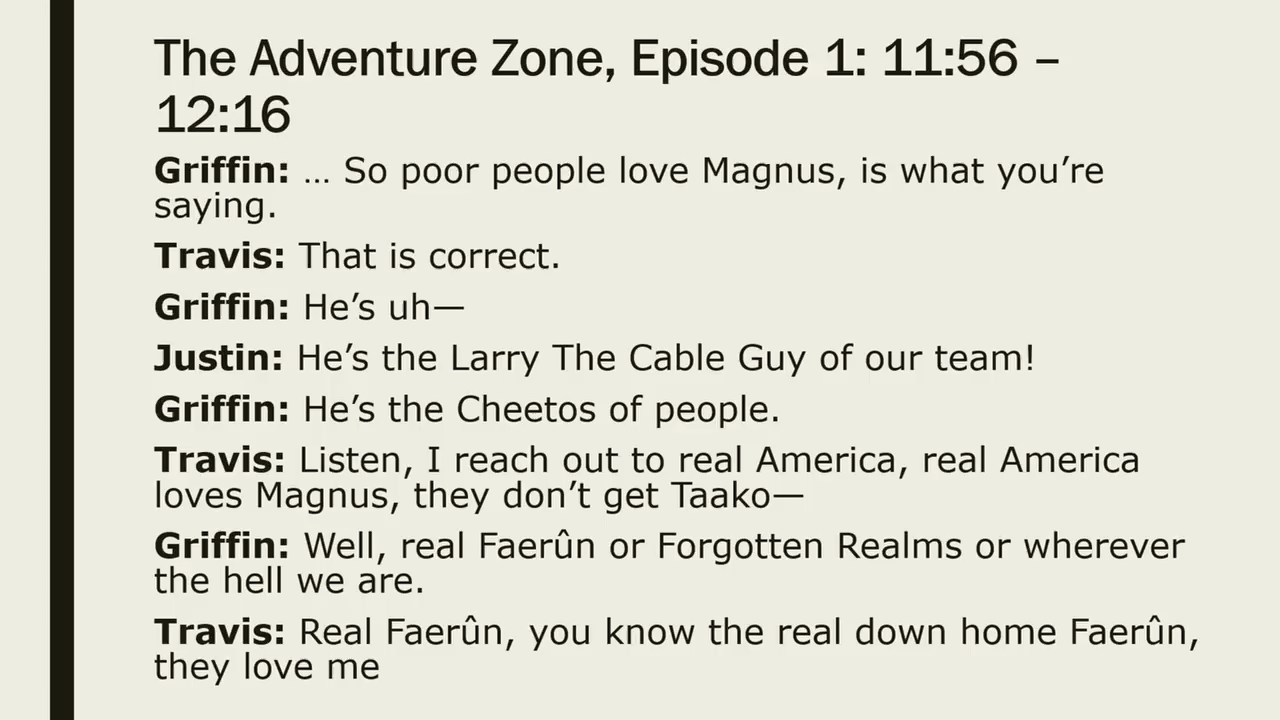 The Adventure Zone, Episode 1: 11:56 –
12:16
Griffin: … So poor people love Magnus, is what you’re
saying.
Travis: That is correct.
Griffin: He’s uh—
Justin: He’s the Larry The Cable Guy of our team!
Griffin: He’s the Cheetos of people.
Travis: Listen, I reach out to real America, real America
loves Magnus, they don’t get Taako—
Griffin: Well, real Faerûn or Forgotten Realms or wherever
the hell we are.
Travis: Real Faerûn, you know the real down home Faerûn,
they love me